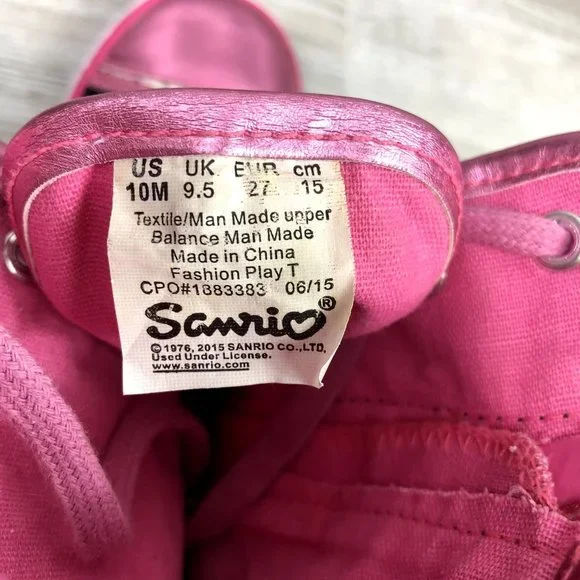 US UK EUR cm
10M 9.5 27 15
Textile/Man Made upper
Balance Man Made
Made in China
Fashion Play T
CPO#1883383 06/15
Sanrio®
©1976, 2015 SANRIO CO.,LTD.
Used Under License.
www.sanrio.com